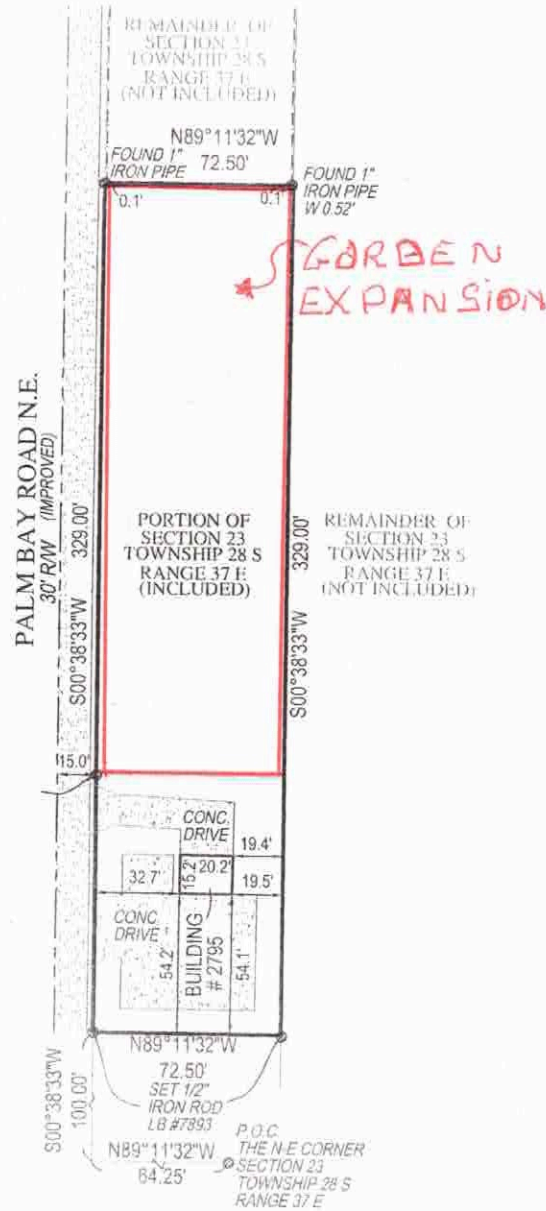 REMAINDER OF
SECTION 23
TOWNSHIP 28 S
RANGE 37 E
(NOT INCLUDED)
N89°11'32"W
72.50'
FOUND 1"
IRON PIPE
0.1'
0.1'
FOUND 1"
IRON PIPE
W 0.52'
GORDEN
EXPANSION
PALM BAY ROAD N.E.
30' R/W (IMPROVED)
S00°38'33"W 329.00'
PORTION OF
SECTION 23
TOWNSHIP 28 S
RANGE 37 E
(INCLUDED)
S00°38'33"W 329.00'
REMAINDER OF
SECTION 23
TOWNSHIP 28 S
RANGE 37 E
(NOT INCLUDED)
15.0'
CONC.
DRIVE
19.4'
32.7'
15.2'
20.2'
19.5'
CONC
DRIVE
54.2'
BUILDING
# 2795
54.1'
N89°11'32"W
72.50'
SET 1/2"
IRON ROD
LB #7893
S00°38'33"W
100.00'
N89°11'32"W
64.25'
P.O.C.
THE N-E CORNER
SECTION 23
TOWNSHIP 28 S
RANGE 37 E